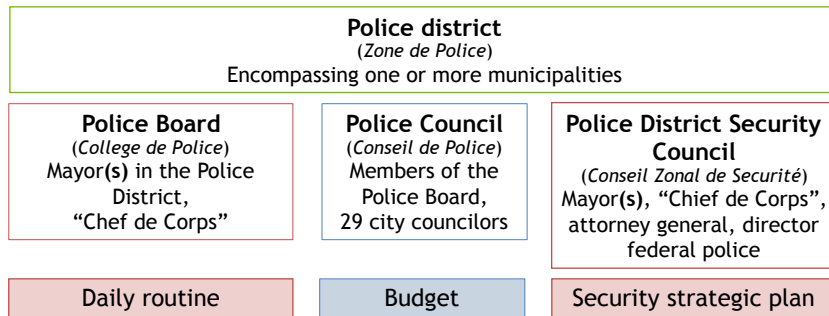 Police district
(Zone de Police)
Encompassing one or more municipalities
Police Board
(College de Police)
Mayor(s) in the Police
District,
“Chef de Corps”
Police Council
(Conseil de Police)
Members of the
Police Board,
29 city councilors
Police District Security
Council
(Conseil Zonal de Securité)
Mayor(s), “Chief de Corps”,
attorney general, director
federal police
Daily routine
Budget
Security strategic plan